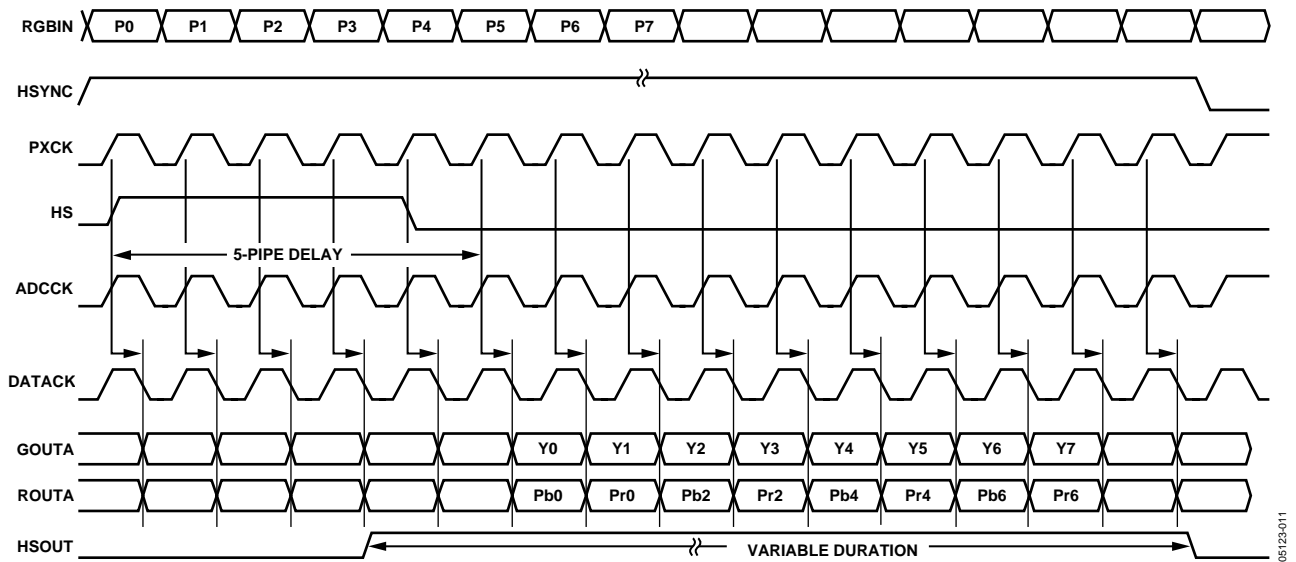 RGBIN P0 P1 P2 P3 P4 P5 P6 P7
HSYNC
PXCK
HS
5-PIPE DELAY
ADCCK
DATACK
GOUTA Y0 Y1 Y2 Y3 Y4 Y5 Y6 Y7
ROUTA Pb0 Pr0 Pb2 Pr2 Pb4 Pr4 Pb6 Pr6
HSOUT VARIABLE DURATION
05123-011